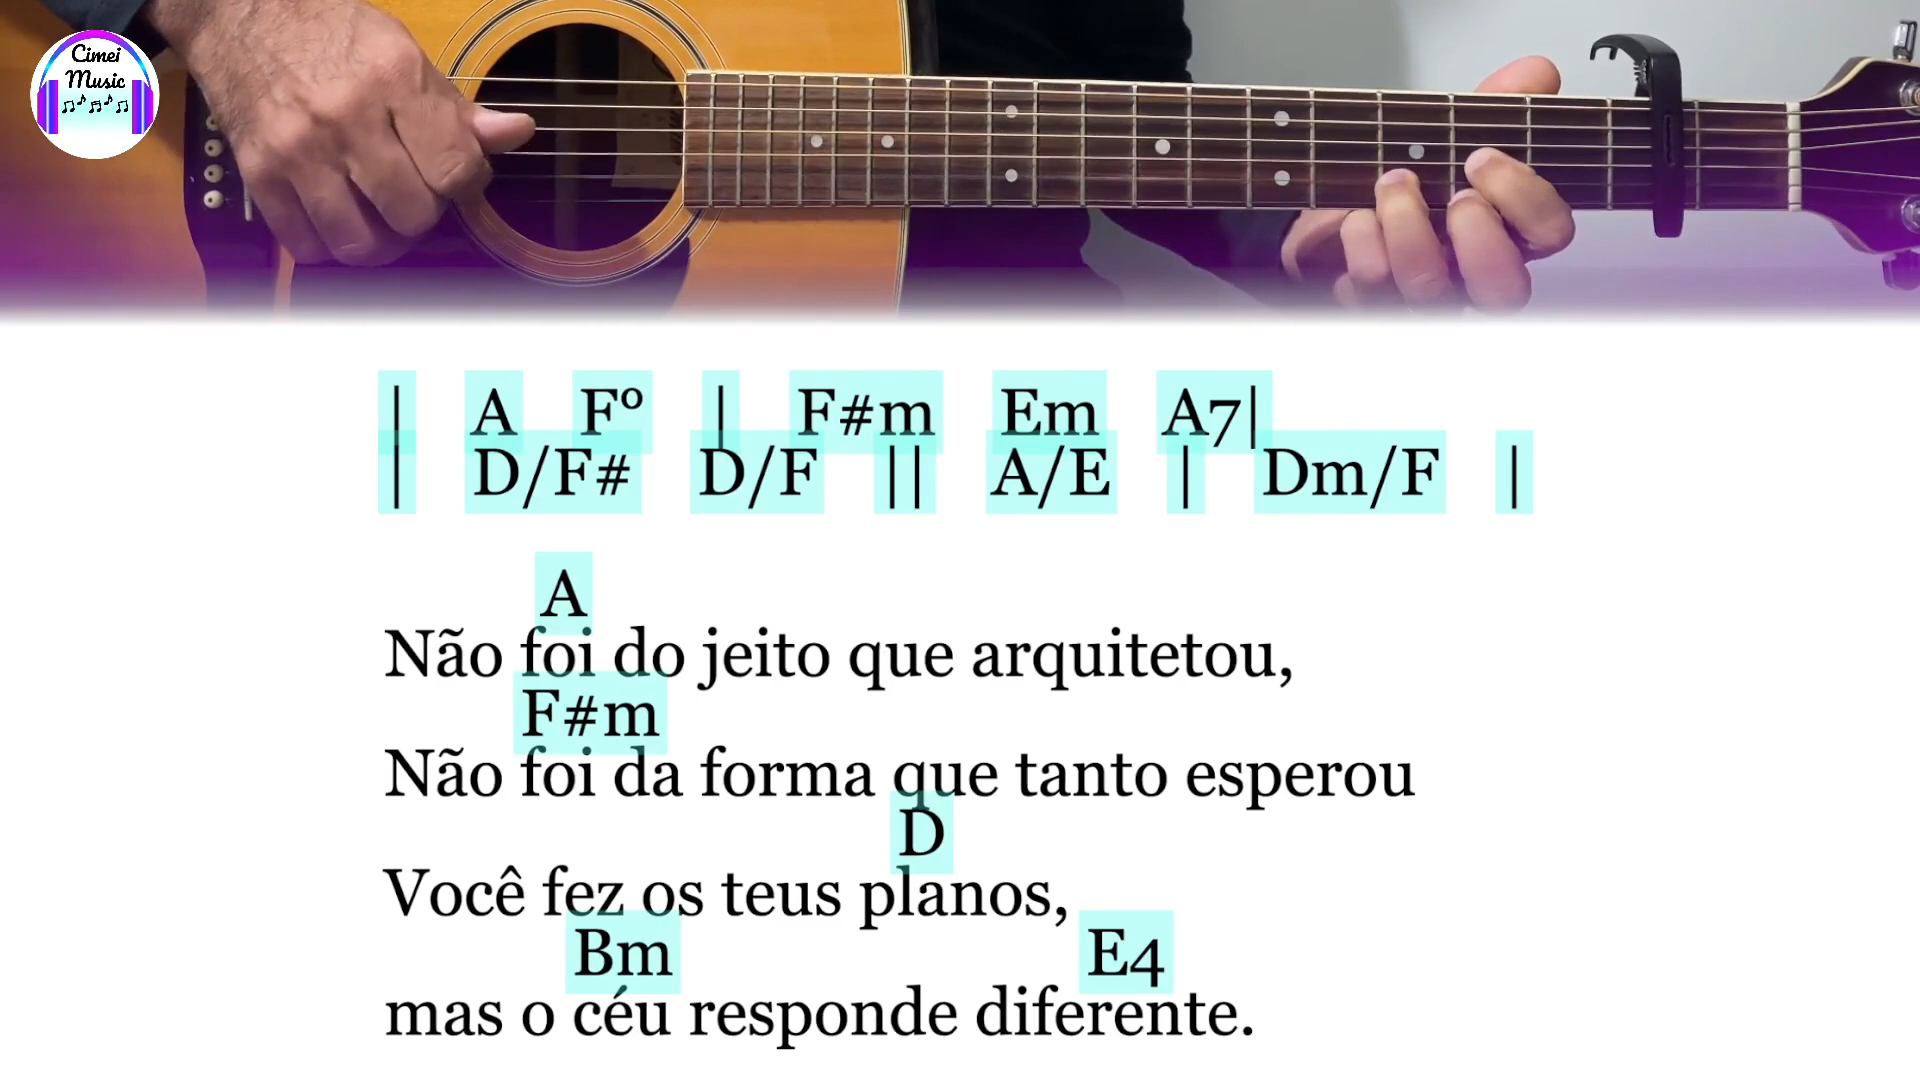 Cimei
Music
| A Fº | F#m Em A7|
| D/F# D/F || A/E | Dm/F |
A
Não foi do jeito que arquitetou,
F#m
Não foi da forma que tanto esperou
D
Você fez os teus planos,
Bm E4
mas o céu responde diferente.